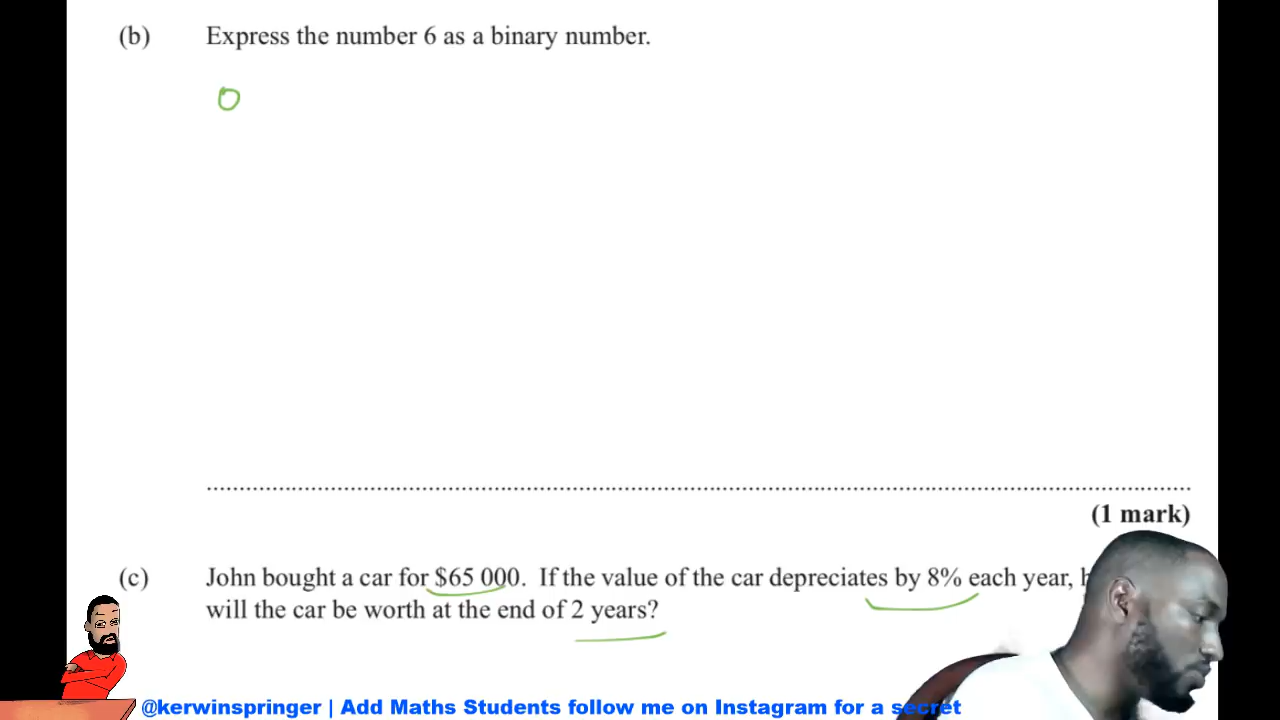 (b) Express the number 6 as a binary number.
0
(1 mark)
(c) John bought a car for $65 000. If the value of the car depreciates by 8% each year,
will the car be worth at the end of 2 years?
@kerwinspringer | Add Maths Students follow me on Instagram for a secret